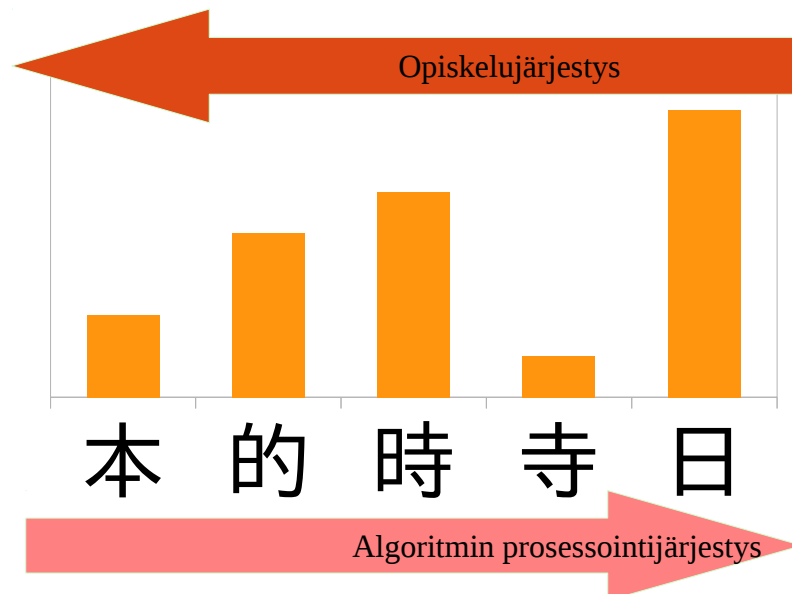 Opiskelujärjestys
本 的 時 寺 日
Algoritmin prosessointijärjestys